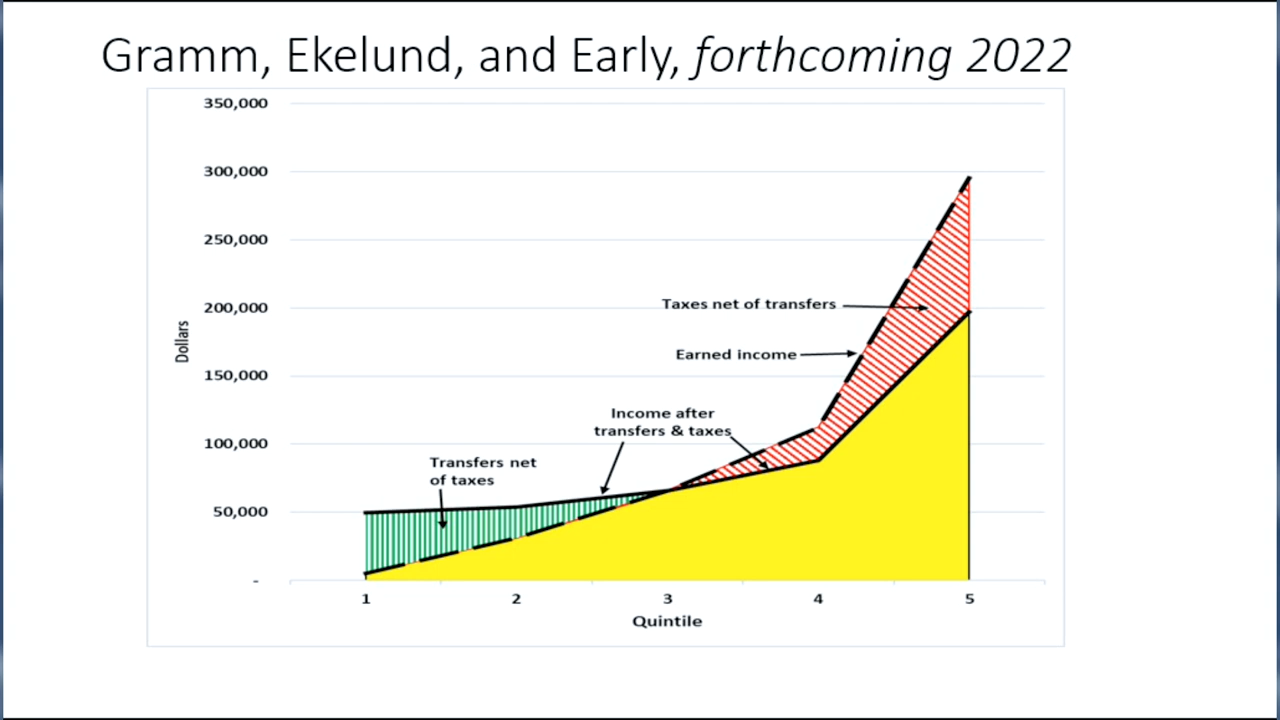 Gramm, Ekelund, and Early, forthcoming 2022
350,000
300,000
250,000
200,000
150,000
100,000
50,000
-
Dollars
Taxes net of transfers
Earned income
Income after
transfers & taxes
Transfers net
of taxes
1 2 3 4 5
Quintile